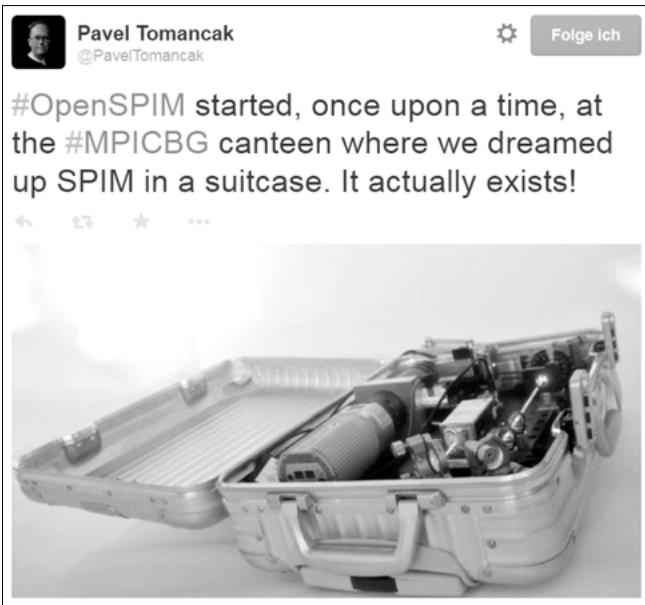 Pavel Tomancak
@PavelTomancak
Folge ich
#OpenSPIM started, once upon a time, at
the #MPICBG canteen where we dreamed
up SPIM in a suitcase. It actually exists!